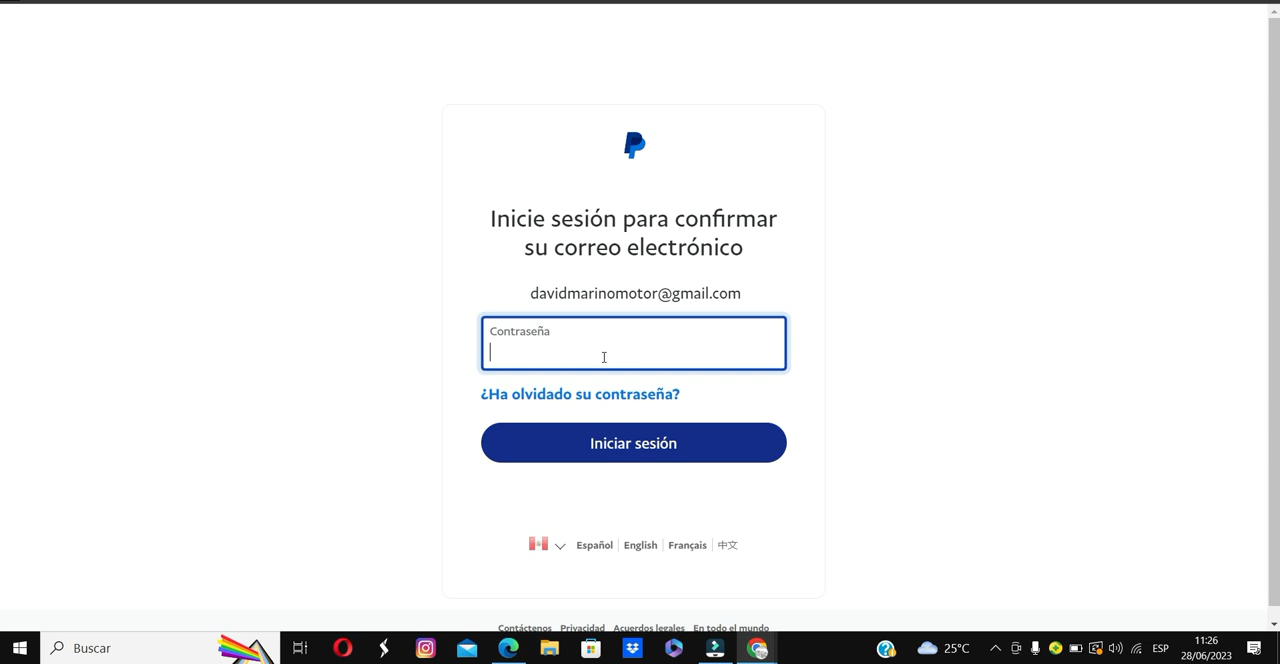 Inicie sesión para confirmar
su correo electrónico
davidmarinomotor@gmail.com
Contraseña
¿Ha olvidado su contraseña?
Iniciar sesión
Español English Français 中文
Contáctenos Privacidad Acuerdos legales En todo el mundo
Buscar
25°C
ESP
11:26
28/06/2023